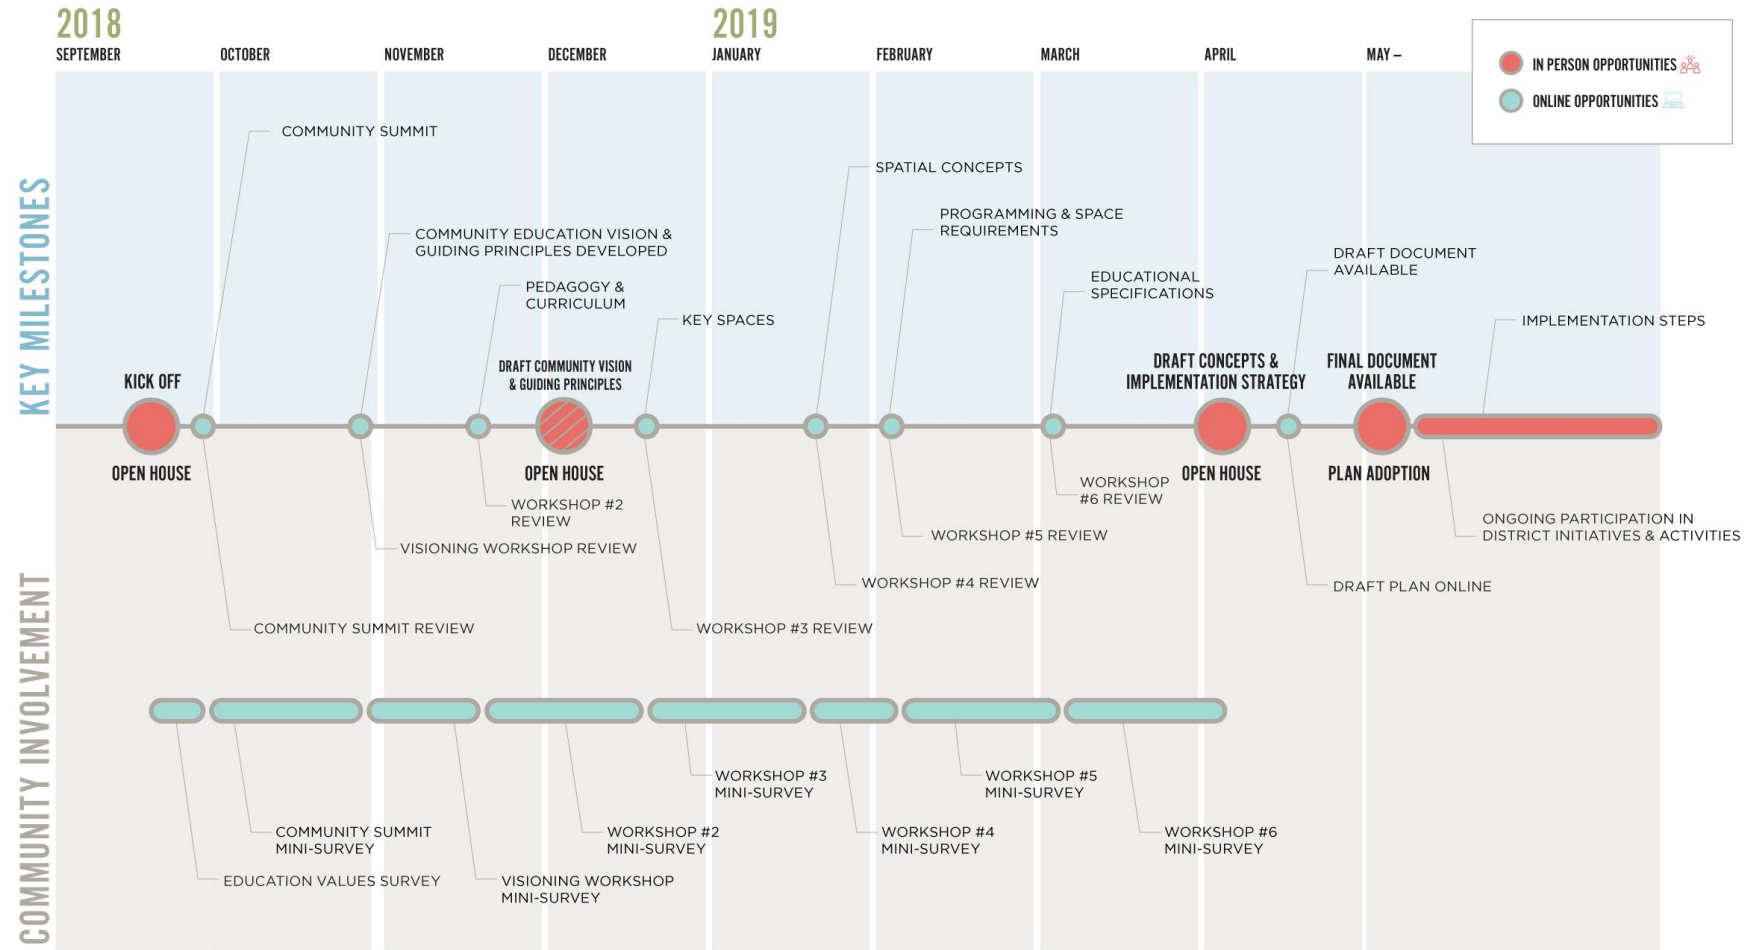 2018
2019
SEPTEMBER
OCTOBER
NOVEMBER
DECEMBER
JANUARY
FEBRUARY
MARCH
APRIL
MAY –
IN PERSON OPPORTUNITIES
ONLINE OPPORTUNITIES
KEY MILESTONES
COMMUNITY SUMMIT
COMMUNITY EDUCATION VISION &
GUIDING PRINCIPLES DEVELOPED
PEDAGOGY &
CURRICULUM
KEY SPACES
SPATIAL CONCEPTS
PROGRAMMING & SPACE
REQUIREMENTS
EDUCATIONAL
SPECIFICATIONS
DRAFT DOCUMENT
AVAILABLE
IMPLEMENTATION STEPS
KICK OFF
DRAFT COMMUNITY VISION
& GUIDING PRINCIPLES
DRAFT CONCEPTS &
IMPLEMENTATION STRATEGY
FINAL DOCUMENT
AVAILABLE
OPEN HOUSE
OPEN HOUSE
OPEN HOUSE
PLAN ADOPTION
COMMUNITY INVOLVEMENT
WORKSHOP #2
REVIEW
VISIONING WORKSHOP REVIEW
COMMUNITY SUMMIT REVIEW
WORKSHOP #3 REVIEW
WORKSHOP #4 REVIEW
WORKSHOP #5 REVIEW
WORKSHOP
#6 REVIEW
DRAFT PLAN ONLINE
ONGOING PARTICIPATION IN
DISTRICT INITIATIVES & ACTIVITIES
EDUCATION VALUES SURVEY
COMMUNITY SUMMIT
MINI-SURVEY
VISIONING WORKSHOP
MINI-SURVEY
WORKSHOP #2
MINI-SURVEY
WORKSHOP #3
MINI-SURVEY
WORKSHOP #4
MINI-SURVEY
WORKSHOP #5
MINI-SURVEY
WORKSHOP #6
MINI-SURVEY